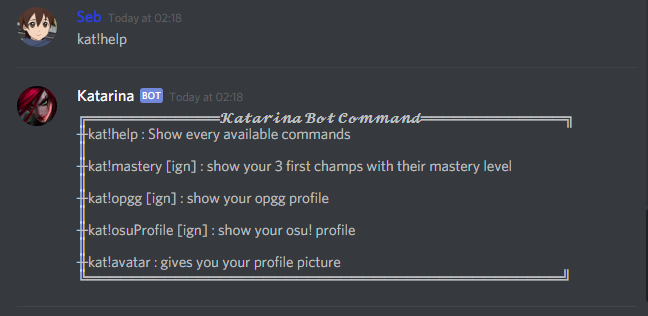 Seb Today at 02:18
kat!help
Katarina BOT Today at 02:18
╔════════════𝓚𝓪𝓽𝓪𝓻𝓲𝓷𝓪 𝓑𝓸𝓽 𝓒𝓸𝓶𝓶𝓪𝓷𝓭═════════════╗
╫kat!help : Show every available commands
╫kat!mastery [ign] : show your 3 first champs with their mastery level
╫kat!opgg [ign] : show your opgg profile
╫kat!osuProfile [ign] : show your osu! profile
╫kat!avatar : gives you your profile picture
╚═══════════════════════════════════════════╝